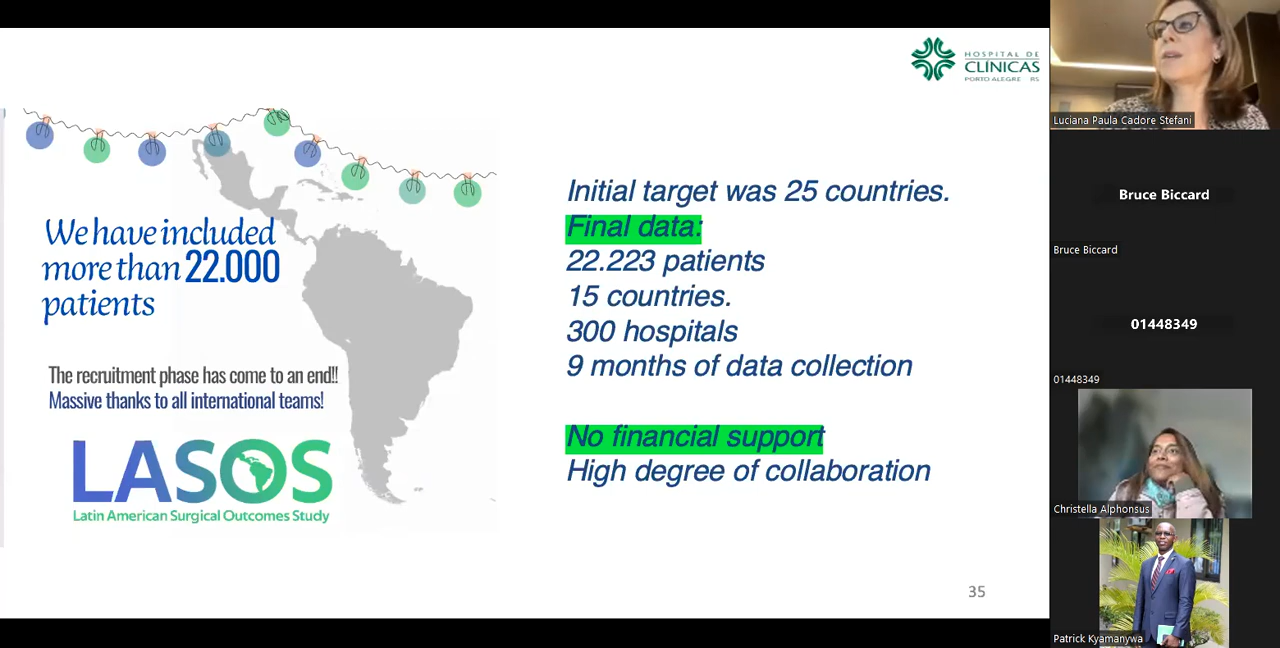 HOSPITAL DE
CLINICAS
PORTO ALEGRE RS
We have included
more than 22.000
patients
The recruitment phase has come to an end!!
Massive thanks to all international teams!
LASOS
Latin American Surgical Outcomes Study
Initial target was 25 countries.
Final data:
22.223 patients
15 countries.
300 hospitals
9 months of data collection
No financial support
High degree of collaboration
35
Luciana Paula Cadore Stefani
Bruce Biccard
Bruce Biccard
01448349
01448349
Christella Alphonsus
Patrick Kyamanywa